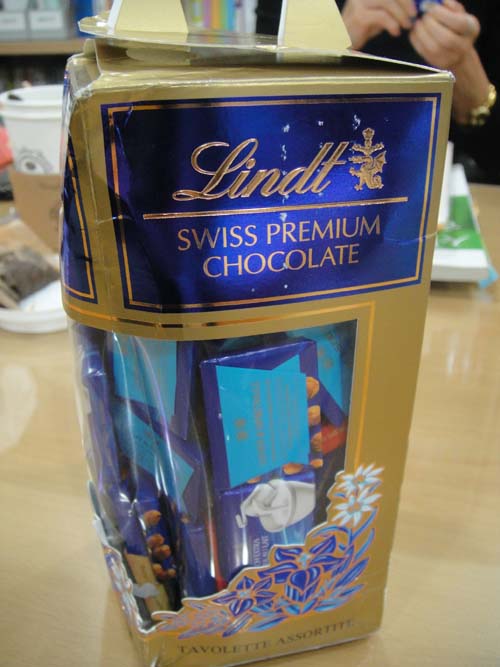 Lindt
SWISS PREMIUM
CHOCOLATE
TAVOLETTE ASSORTITE